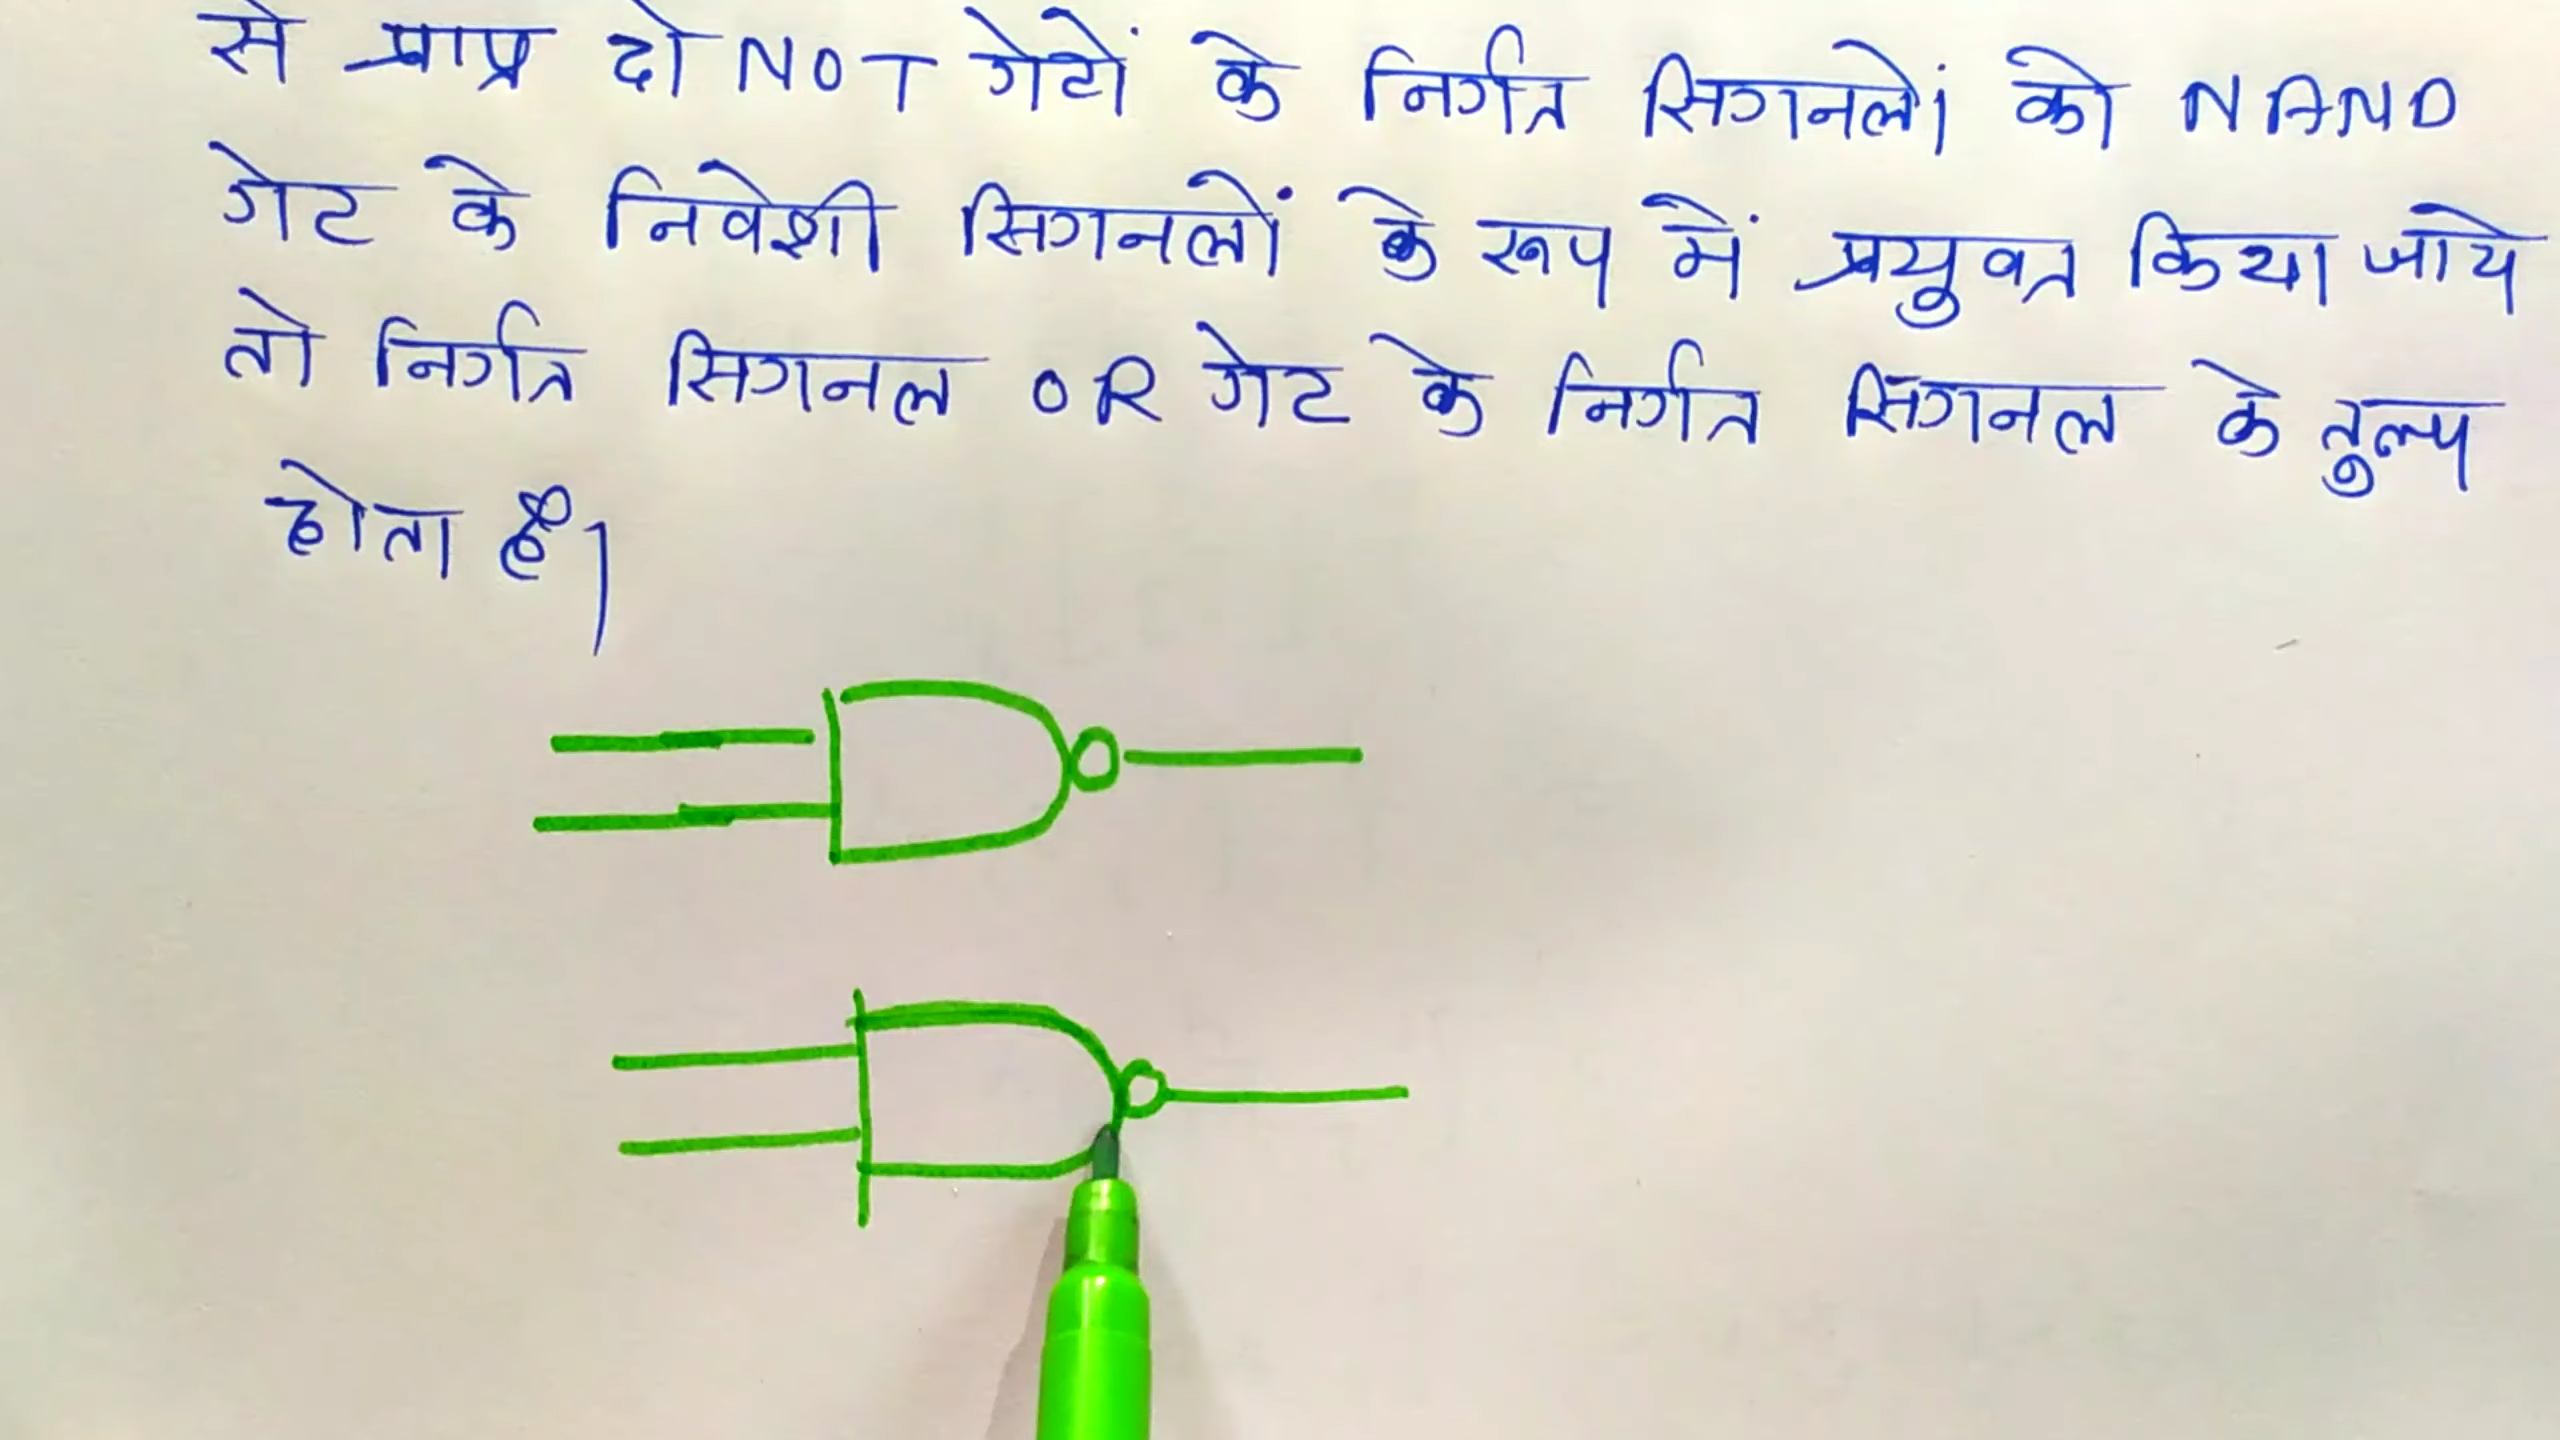 से प्राप्त दो NOT गेटों के निर्गत सिगनलों को NAND
गेट के निवेशी सिगनलों के रूप में प्रयुक्त किया जाये
तो निर्गत सिगनल OR गेट के निर्गत सिगनल के तुल्य
होता है।